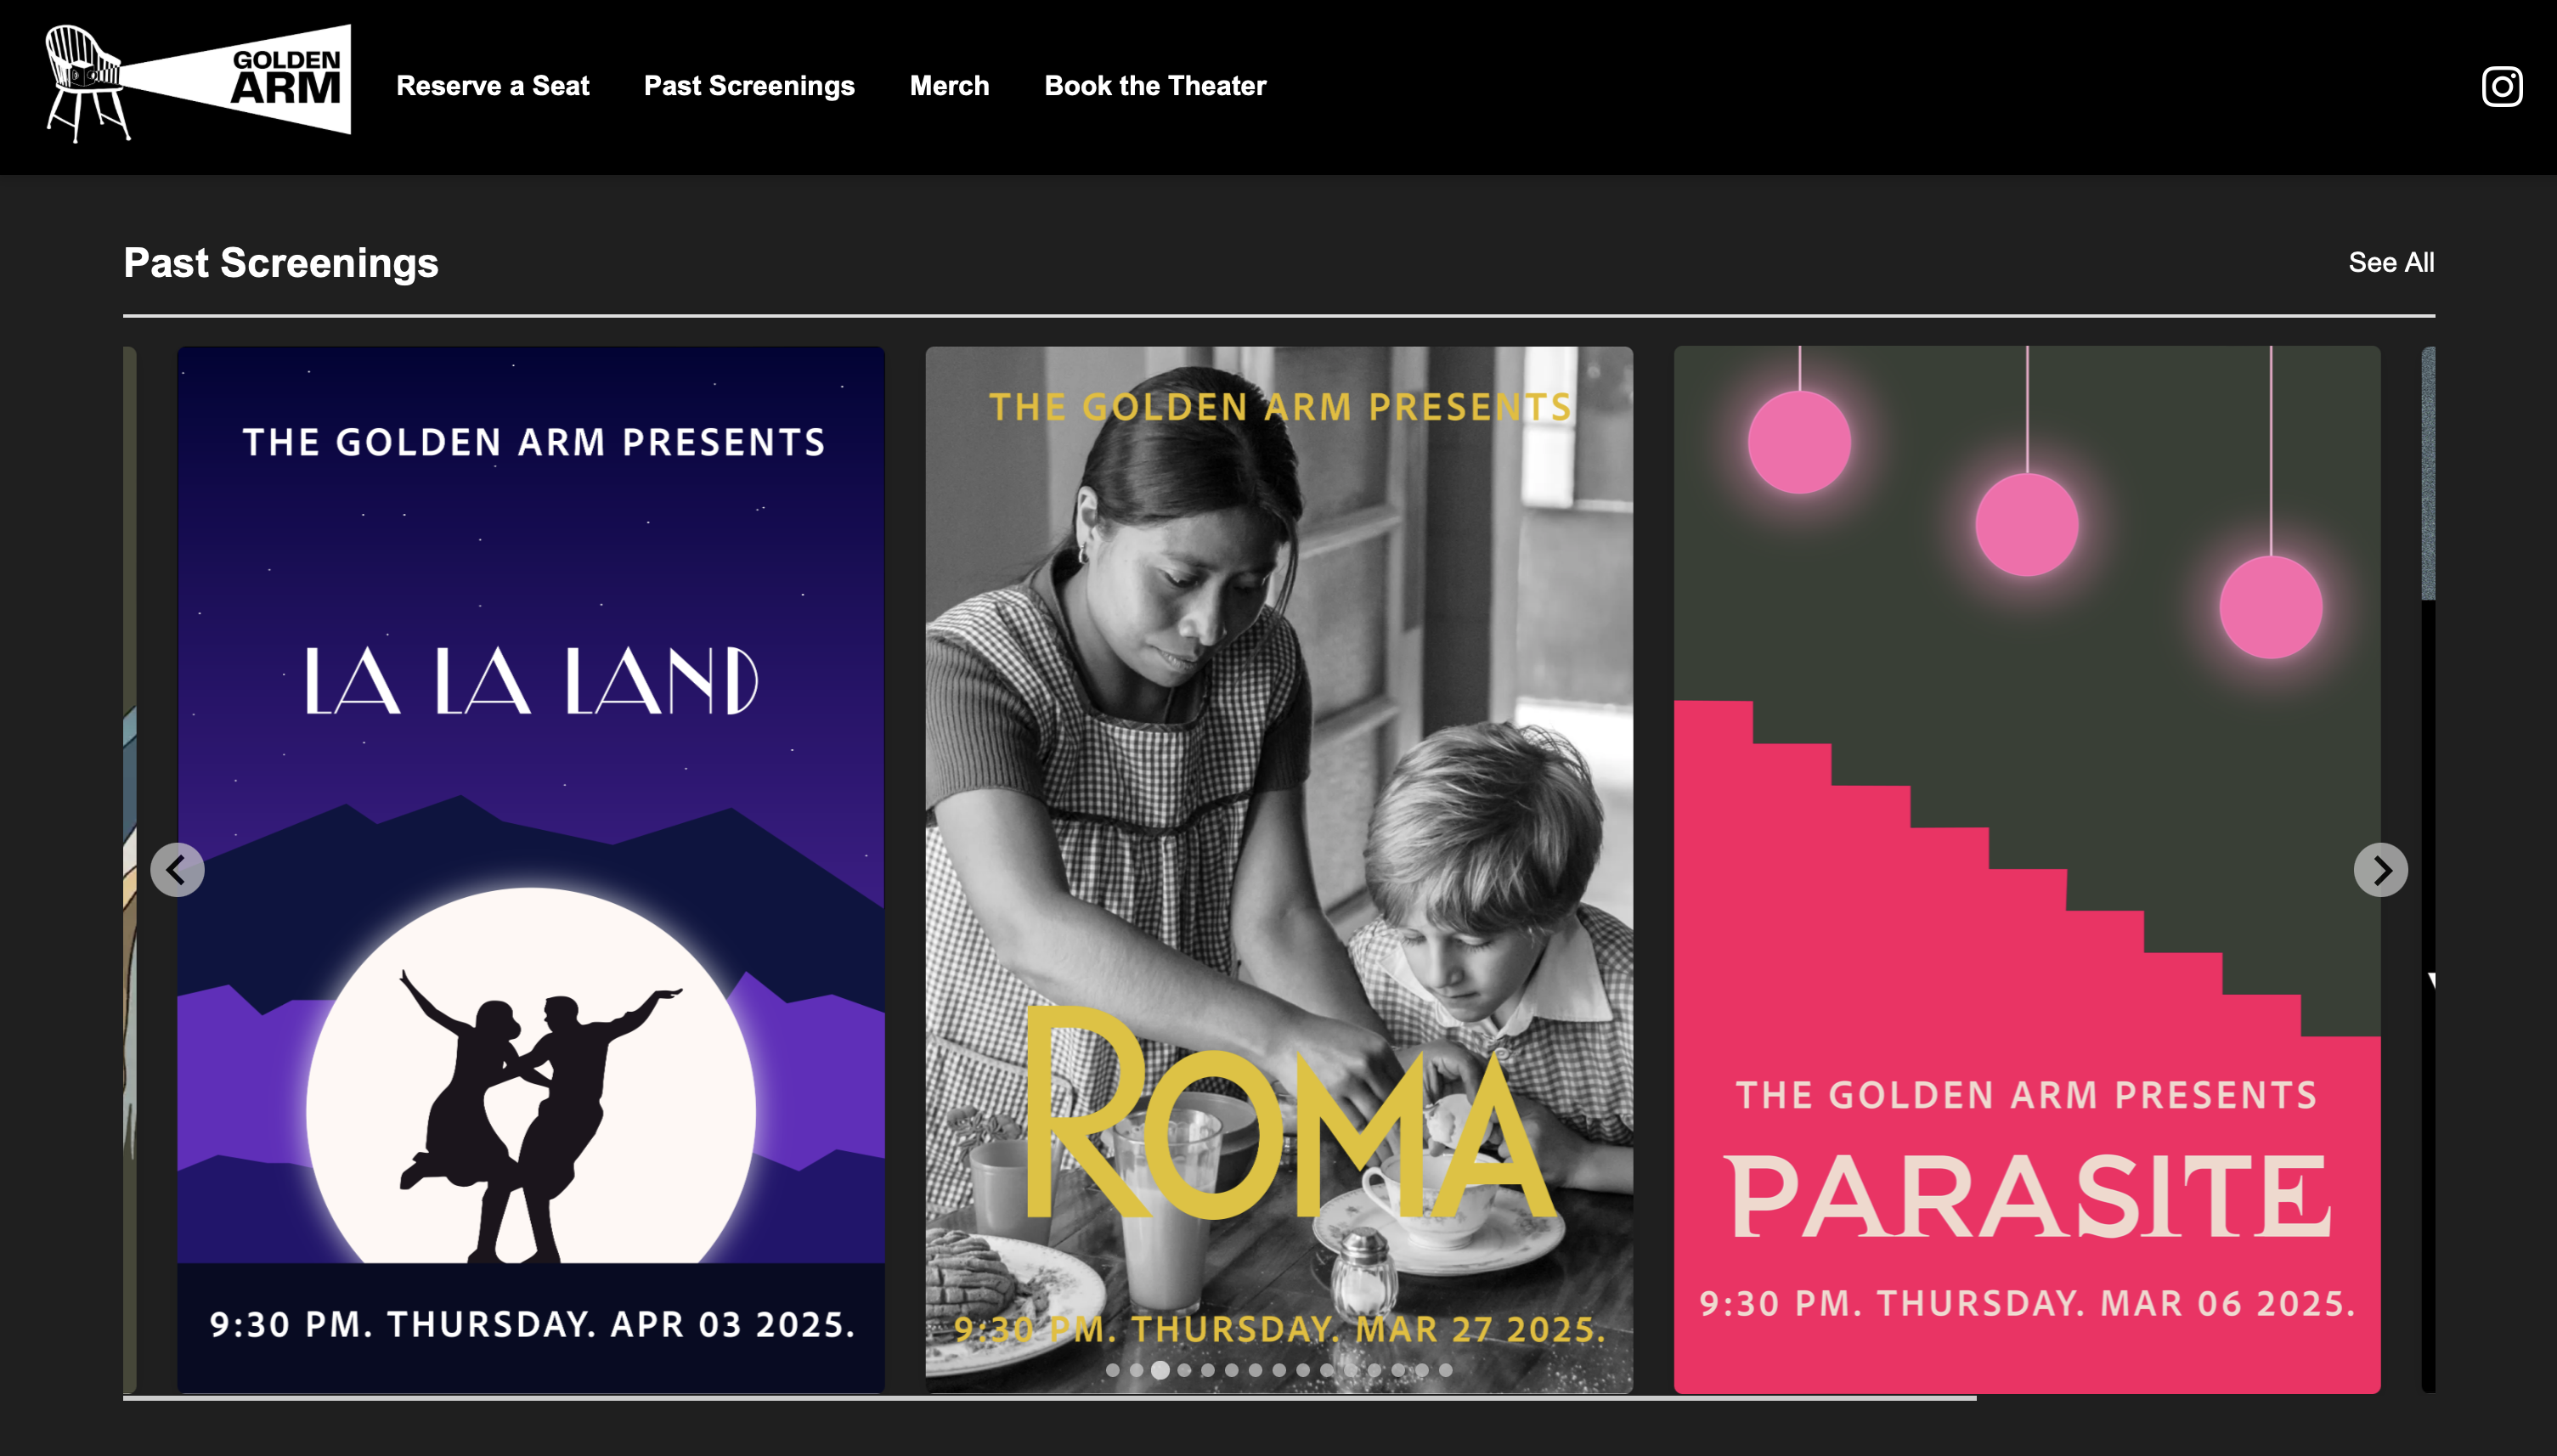 GOLDEN
ARM
Reserve a Seat
Past Screenings
Merch
Book the Theater
Past Screenings
See All
THE GOLDEN ARM PRESENTS
LA LA LAND
9:30 PM. THURSDAY. APR 03 2025.
THE GOLDEN ARM PRESENTS
ROMA
9:30 PM. THURSDAY. MAR 27 2025.
THE GOLDEN ARM PRESENTS
PARASITE
9:30 PM. THURSDAY. MAR 06 2025.